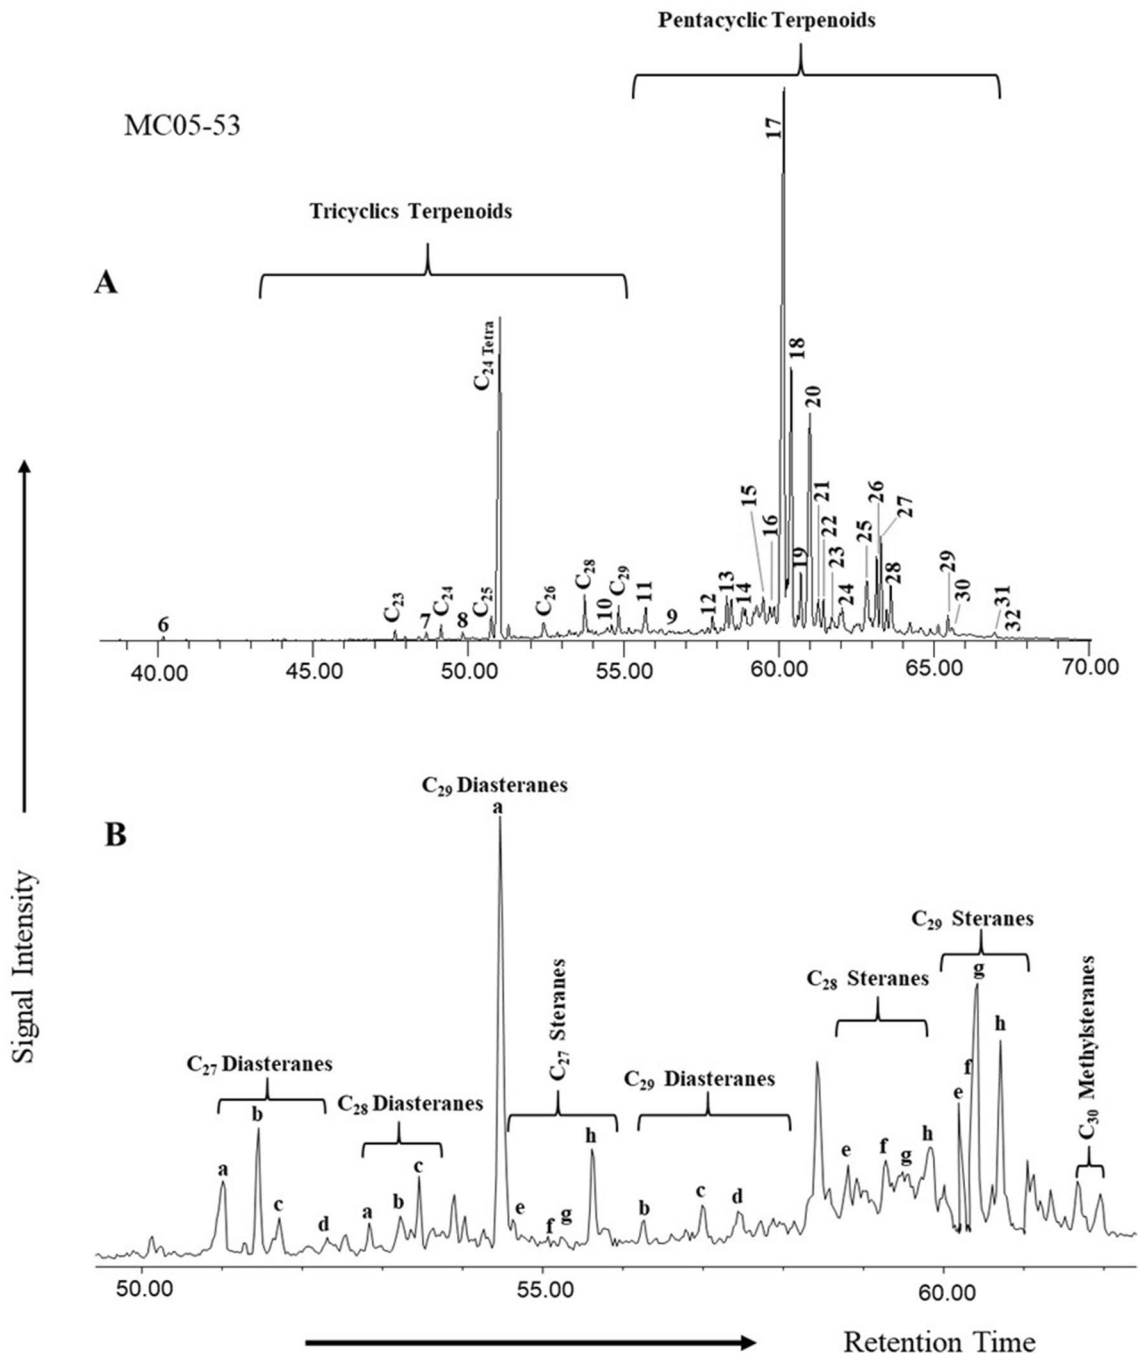 Pentacyclic Terpenoids
MC05-53
17
Tricyclics Terpenoids
A
C24 Tetra
18
20
15
16
21
22
26
27
25
23
19
28
24
29
30
31
32
6
C23
7
C24
8
C25
C26
C28
10
C29
11
9
12
13
14
40.00
45.00
50.00
55.00
60.00
65.00
70.00
C29 Diasteranes
a
B
C29 Steranes
g
C28 Steranes
h
C27 Steranes
C30 Methylsteranes
C27 Diasteranes
C29 Diasteranes
C28 Diasteranes
b
f
e
a
c
h
e
f
g
h
c
d
a
b
e
f
g
b
c
d
50.00
55.00
60.00
Signal Intensity
Retention Time